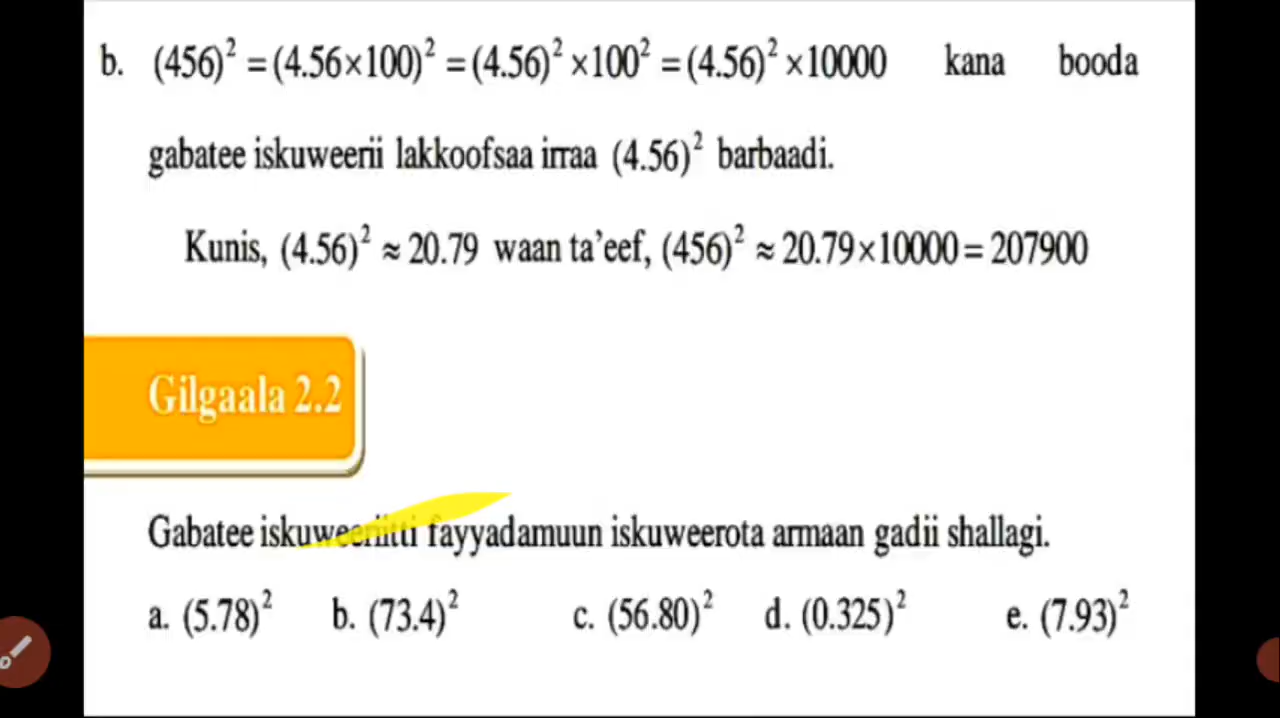 b. (456)² = (4.56×100)² = (4.56)² ×100² = (4.56)² ×10000 kana booda
gabatee iskuweerii lakkoofsaa irraa (4.56)² barbaadi.
Kunis, (4.56)² ≈ 20.79 waan ta’eef, (456)² ≈ 20.79×10000 = 207900
Gilgaala 2.2
Gabatee iskuweeriitti fayyadamuun iskuweerota armaan gadii shallagi.
a. (5.78)² b. (73.4)² c. (56.80)² d. (0.325)² e. (7.93)²